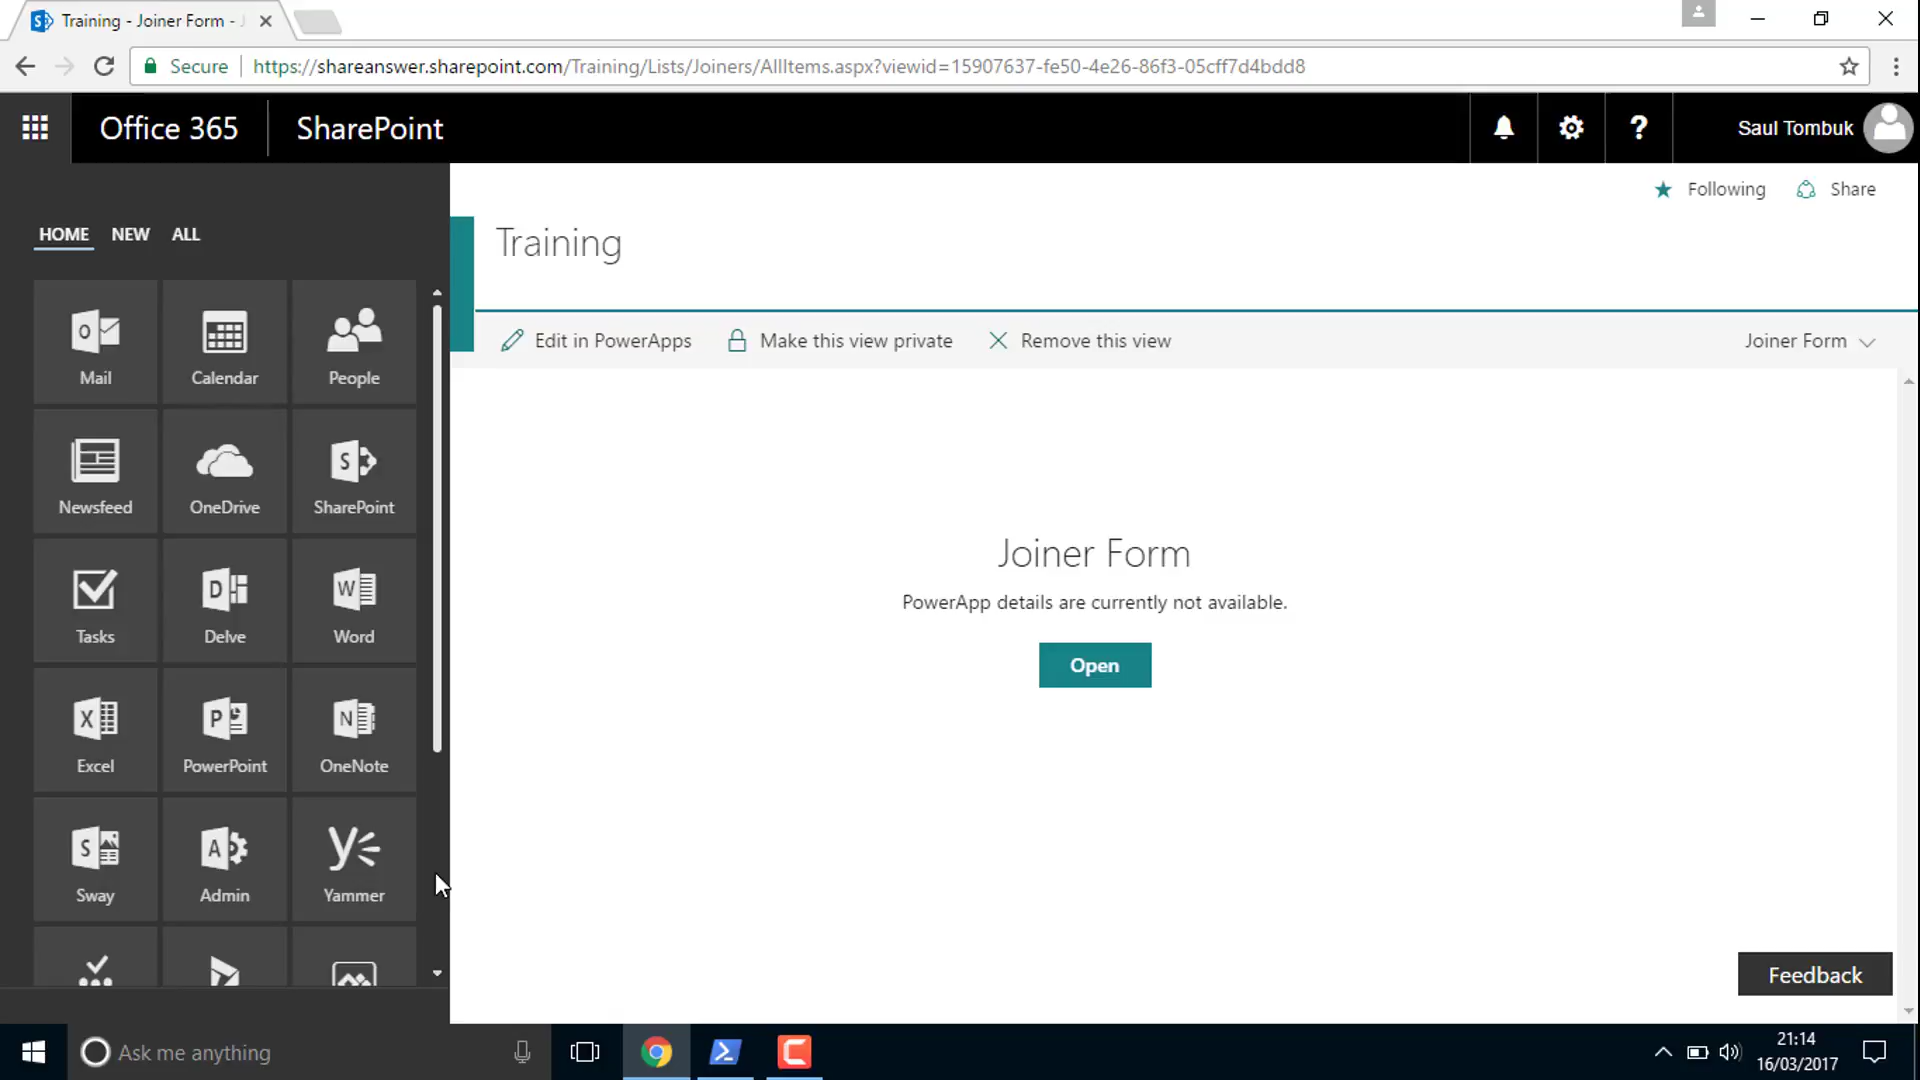 Training - Joiner Form -
Secure
https://shareanswer.sharepoint.com/Training/Lists/Joiners/AllItems.aspx?viewid=15907637-fe50-4e26-86f3-05cff7d4bdd8
Office 365
SharePoint
Saul Tombuk
Following
Share
HOME NEW ALL
Training
Mail
Calendar
People
Edit in PowerApps
Make this view private
Remove this view
Joiner Form
Newsfeed
OneDrive
SharePoint
Joiner Form
PowerApp details are currently not available.
Open
Tasks
Delve
Word
Excel
PowerPoint
OneNote
Sway
Admin
Yammer
Feedback
Ask me anything
21:14
16/03/2017